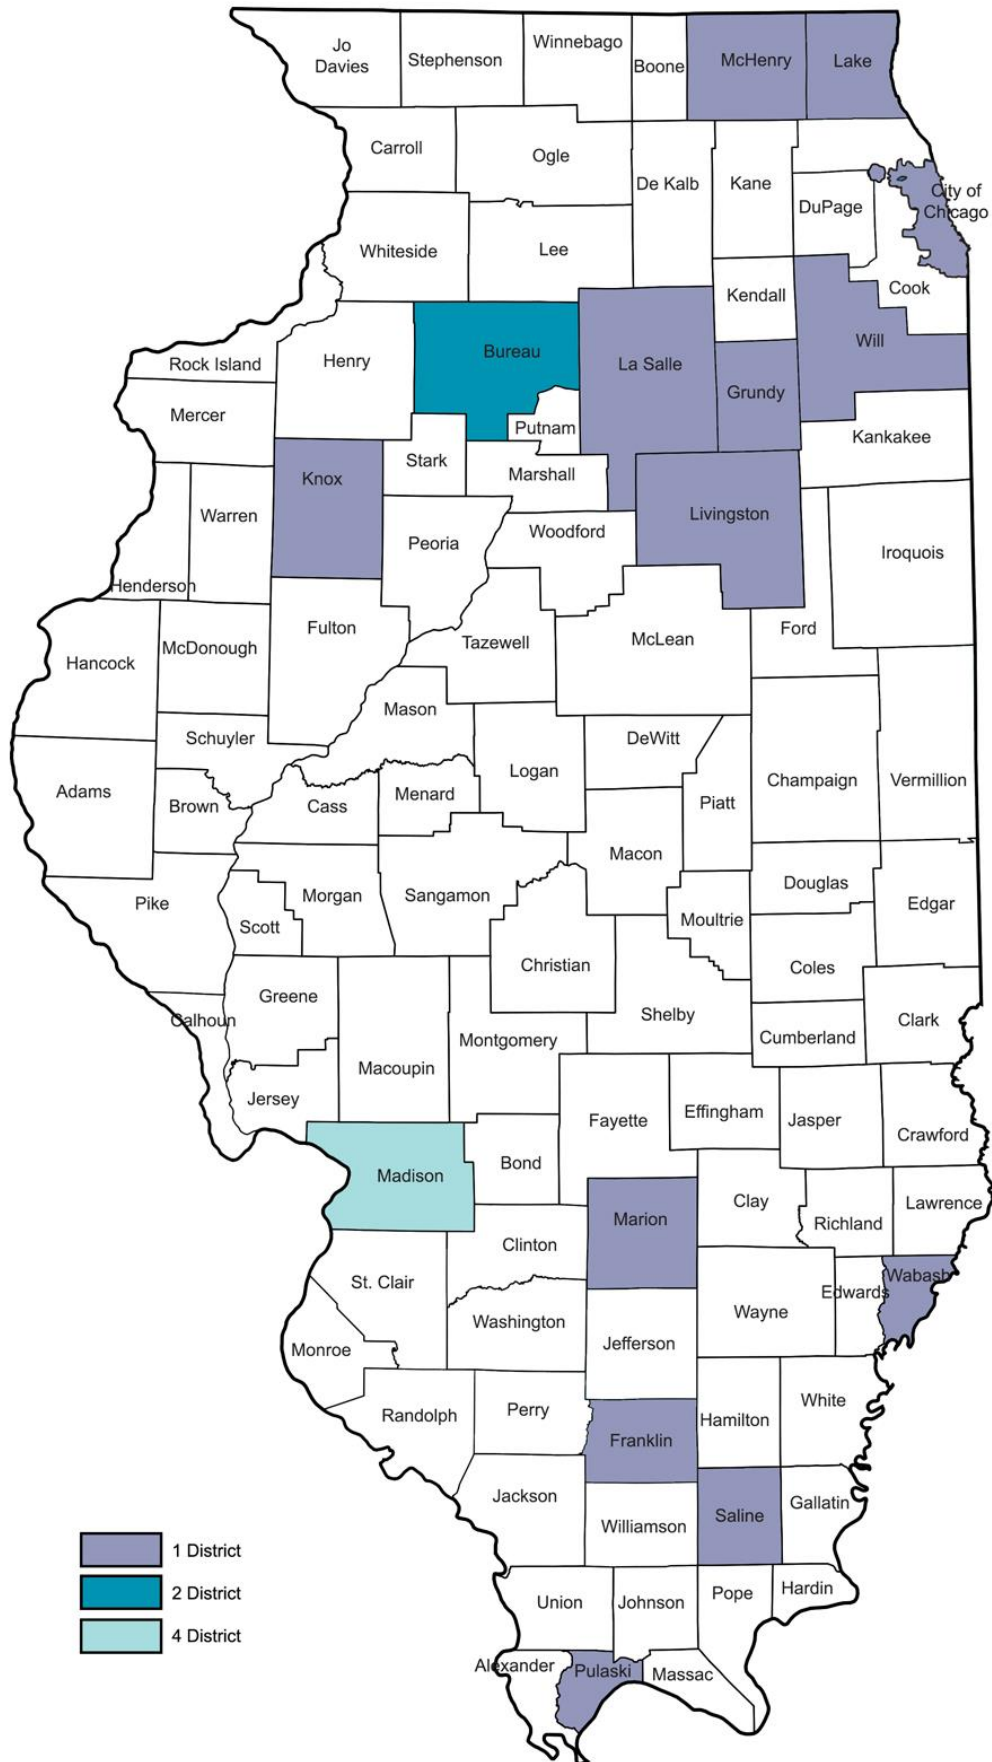 Jo
Davies
Stephenson
Winnebago
Boone
McHenry
Lake
Carroll
Ogle
De Kalb
Kane
DuPage
City of
Chicago
Whiteside
Lee
Kendall
Cook
Rock Island
Henry
Bureau
La Salle
Grundy
Will
Mercer
Putnam
Kankakee
Knox
Stark
Marshall
Warren
Peoria
Woodford
Livingston
Iroquois
Henderson
Hancock
McDonough
Fulton
Tazewell
McLean
Ford
Mason
Schuyler
DeWitt
Adams
Brown
Cass
Menard
Logan
Piatt
Champaign
Vermillion
Macon
Pike
Scott
Morgan
Sangamon
Moultrie
Douglas
Edgar
Christian
Coles
Greene
Shelby
Calhoun
Montgomery
Cumberland
Clark
Jersey
Macoupin
Fayette
Effingham
Jasper
Crawford
Madison
Bond
Marion
Clay
Richland
Lawrence
Clinton
St. Clair
Wabash
Edwards
Wayne
Washington
Jefferson
Monroe
Randolph
Perry
Hamilton
White
Franklin
Jackson
Williamson
Saline
Gallatin
1 District
2 District
4 District
Union
Johnson
Pope
Hardin
Alexander
Pulaski
Massac